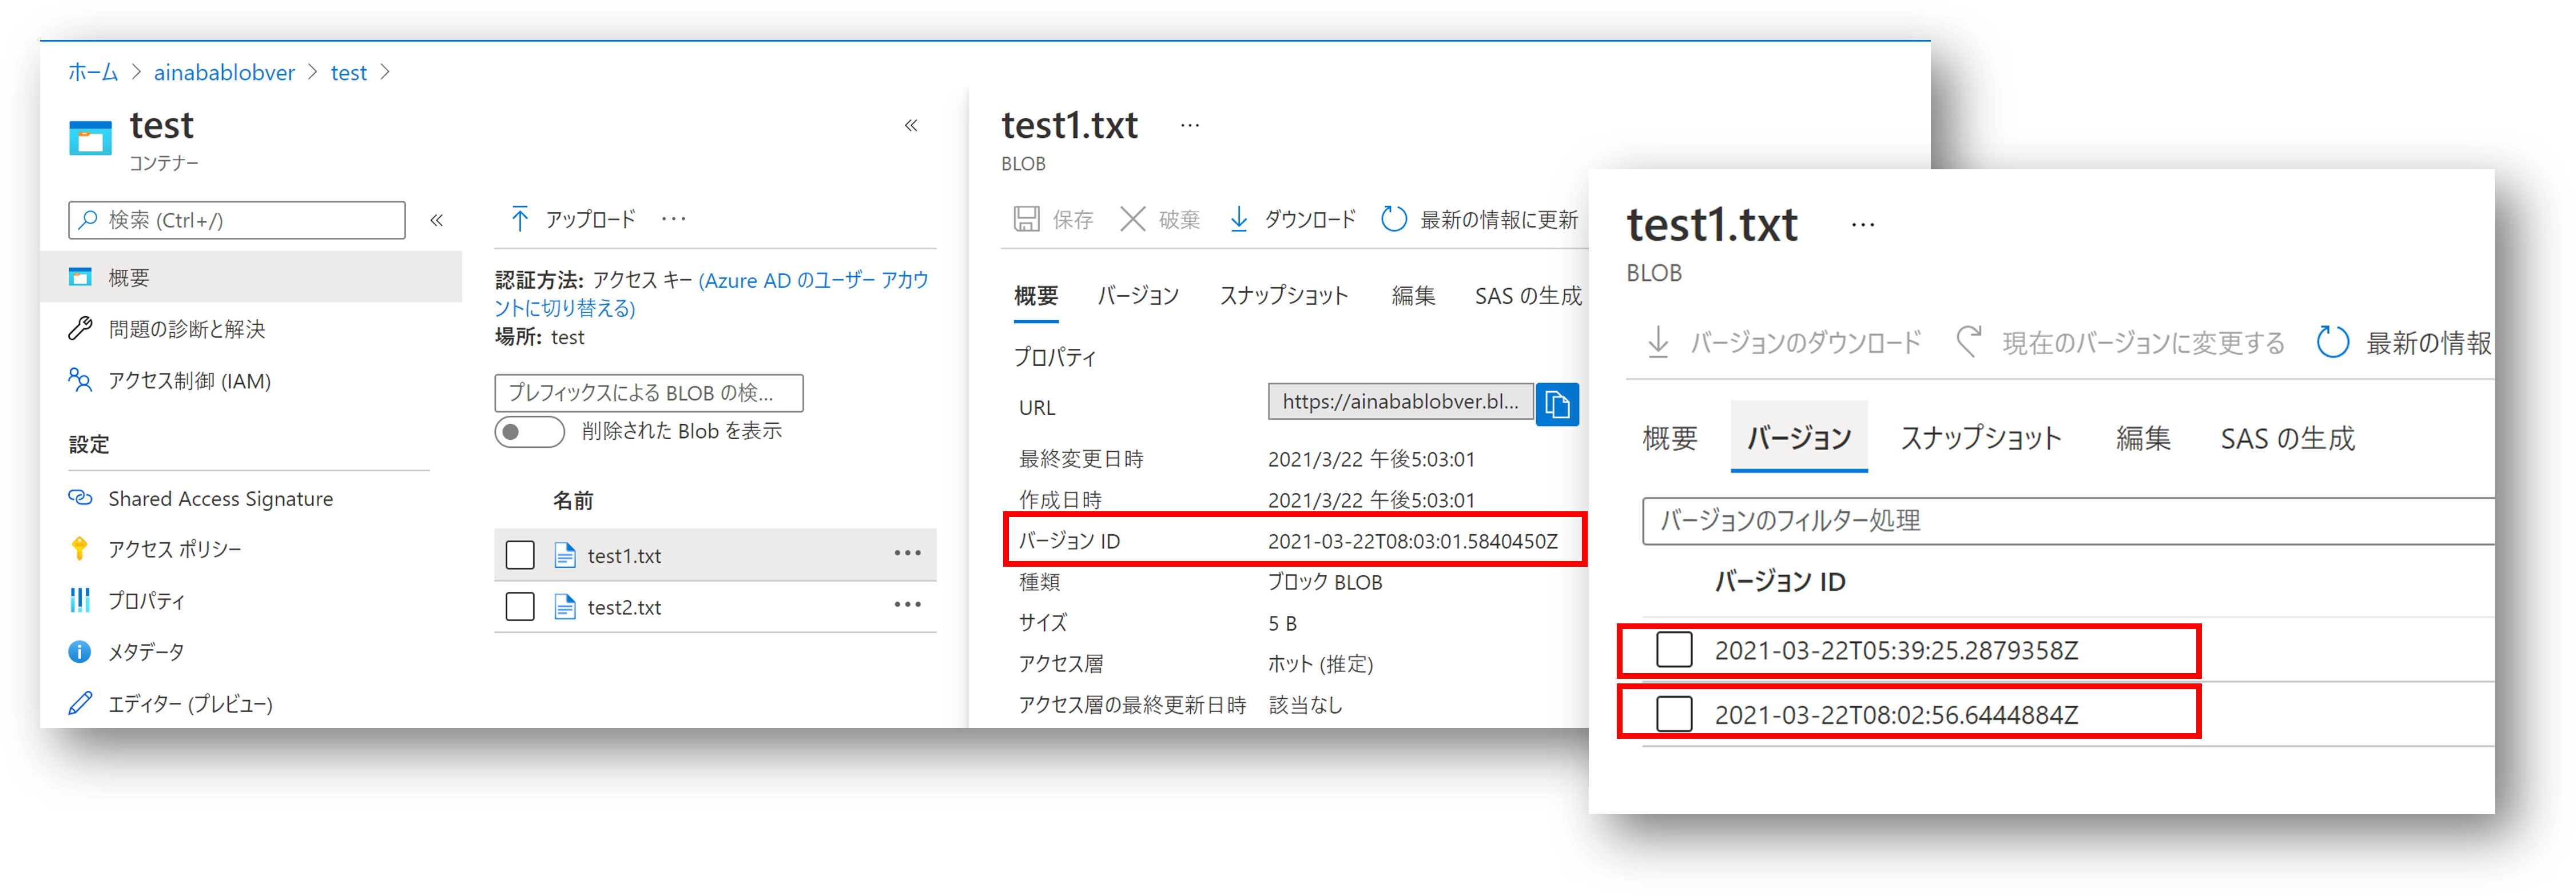 ホーム > ainabablobver > test >
test
コンテナー
«
検索 (Ctrl+/)
«
概要
問題の診断と解決
アクセス制御 (IAM)
設定
Shared Access Signature
アクセス ポリシー
プロパティ
メタデータ
エディター (プレビュー)
アップロード ...
認証方法: アクセス キー (Azure AD のユーザー アカウ
ントに切り替える)
場所: test
プレフィックスによる BLOB の検...
削除された Blob を表示
名前
test1.txt ...
test2.txt ...
test1.txt ...
BLOB
保存 破棄 ダウンロード 最新の情報に更新
概要 バージョン スナップショット 編集 SAS の生成
プロパティ
URL https://ainabablobver.bl...
最終変更日時 2021/3/22 午後5:03:01
作成日時 2021/3/22 午後5:03:01
バージョン ID 2021-03-22T08:03:01.5840450Z
種類 ブロック BLOB
サイズ 5 B
アクセス層 ホット (推定)
アクセス層の最終更新日時 該当なし
test1.txt ...
BLOB
バージョンのダウンロード 現在のバージョンに変更する 最新の情報
概要 バージョン スナップショット 編集 SAS の生成
バージョンのフィルター処理
バージョン ID
2021-03-22T05:39:25.2879358Z
2021-03-22T08:02:56.6444884Z